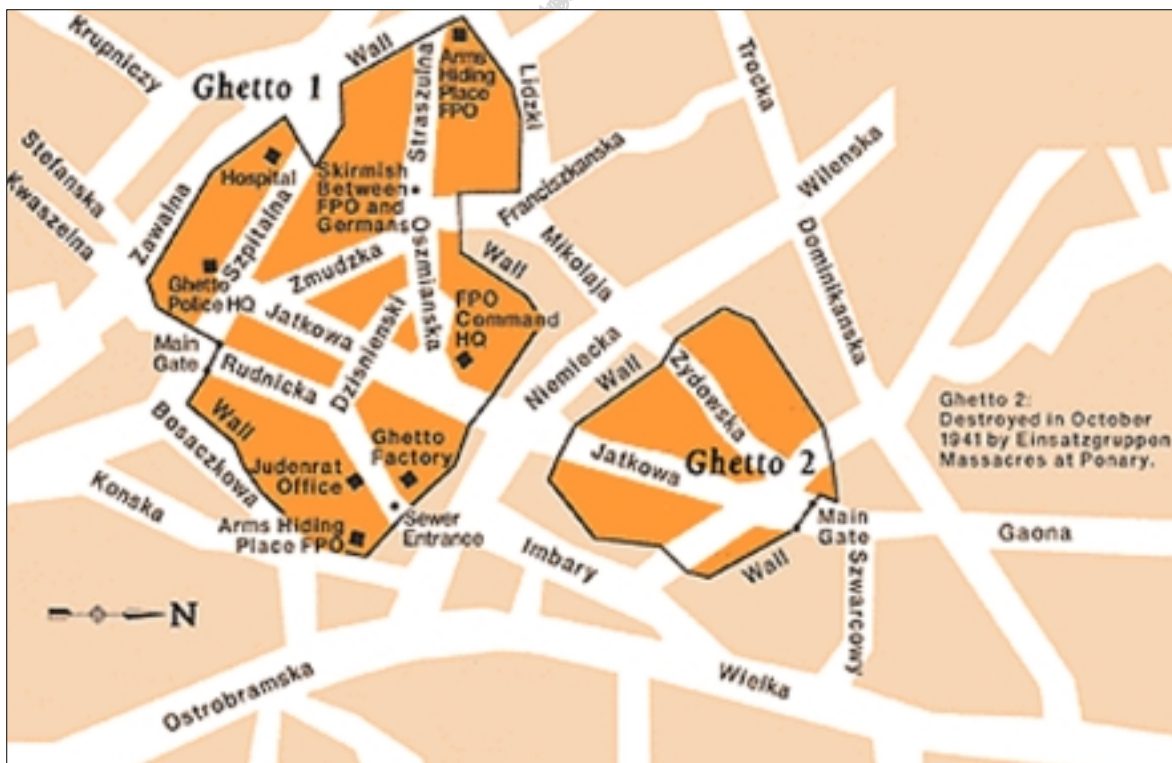 Krupniczy
Wall
Ghetto 1
Straszulna
Arms
Hiding
Place
FPO
Lidzki
Trocka
Stefanska
Kwaszelna
Zawalna
Hospital
Szpitalna
Skirmish
Between
FPO and
Germans
Franciszkanska
Wilenska
Ghetto
Police HQ
Zmudzka
Oszmianska
Wall
Mikolaja
Dominikanska
Main
Gate
Jatkowa
Dzisnienski
FPO
Command
HQ
Rudnicka
Niemiecka
Wall
Zydowska
Wall
Bosaczkowa
Ghetto
Factory
Judenrat
Office
Jatkowa
Ghetto 2
Ghetto 2:
Destroyed in October
1941 by Einsatzgruppen
Massacres at Ponary.
Konska
Arms Hiding
Place FPO
Sewer
Entrance
Imbary
Wall
Main
Gate
Gaona
Szwarcowy
N
Ostrobramska
Wielka